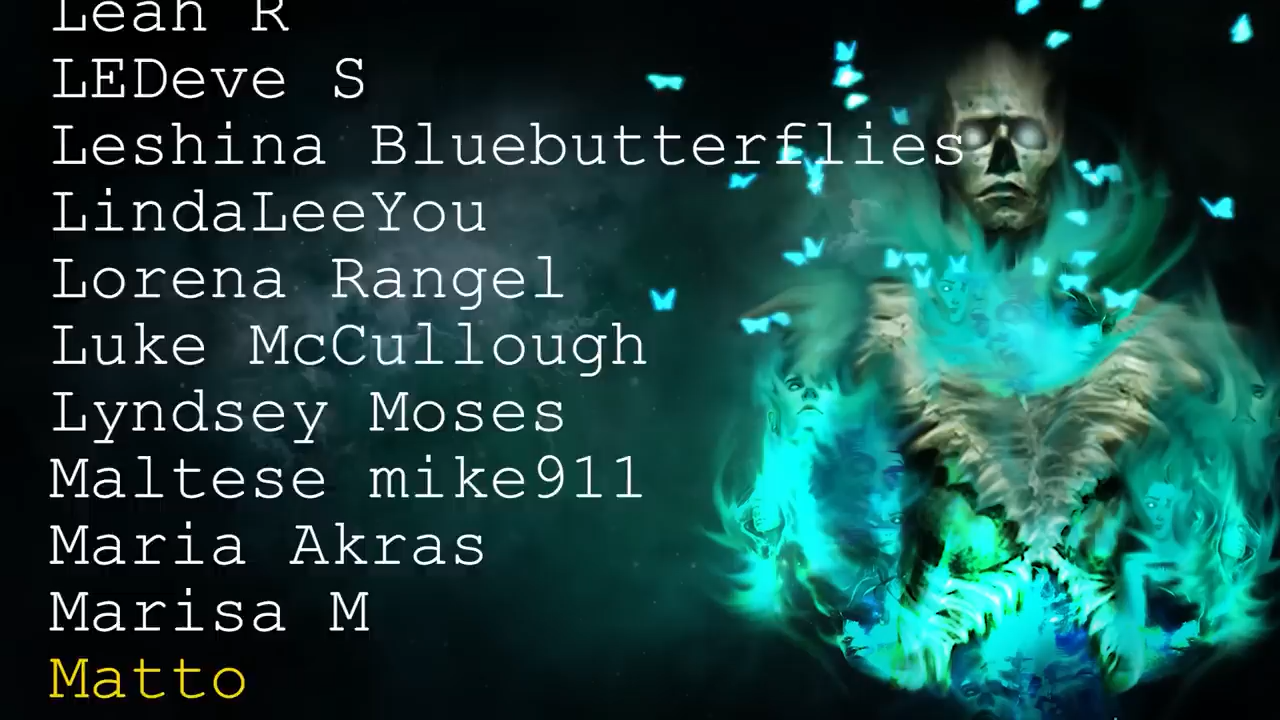 Leah R
LEDeve S
Leshina Bluebutterflies
LindaLeeYou
Lorena Rangel
Luke McCullough
Lyndsey Moses
Maltese mike911
Maria Akras
Marisa M
Matto